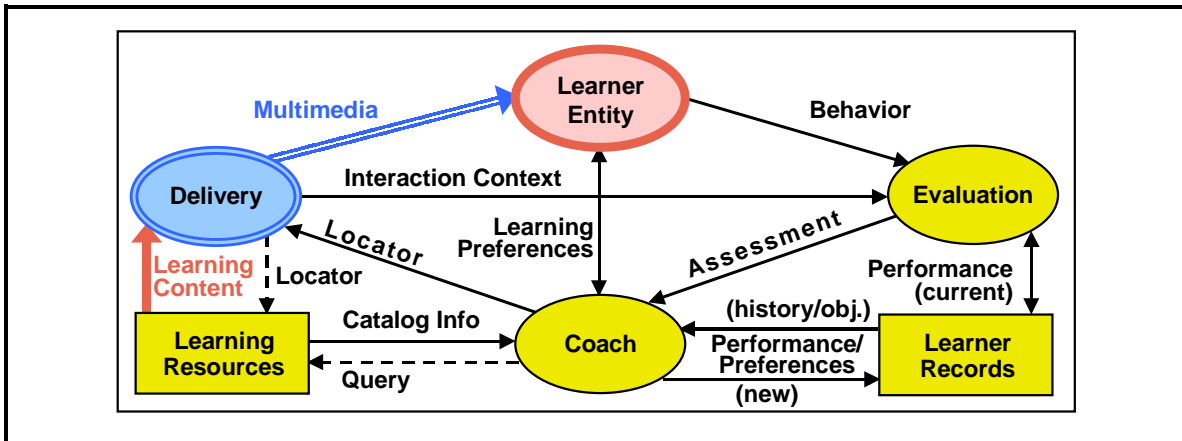 Learner
Entity
Multimedia
Behavior
Delivery
Interaction Context
Evaluation
Learning
Preferences
Locator
Assessment
Learning
Content
Locator
Performance
(current)
Learning
Resources
Catalog Info
Query
Coach
(history/obj.)
Performance/
Preferences
(new)
Learner
Records